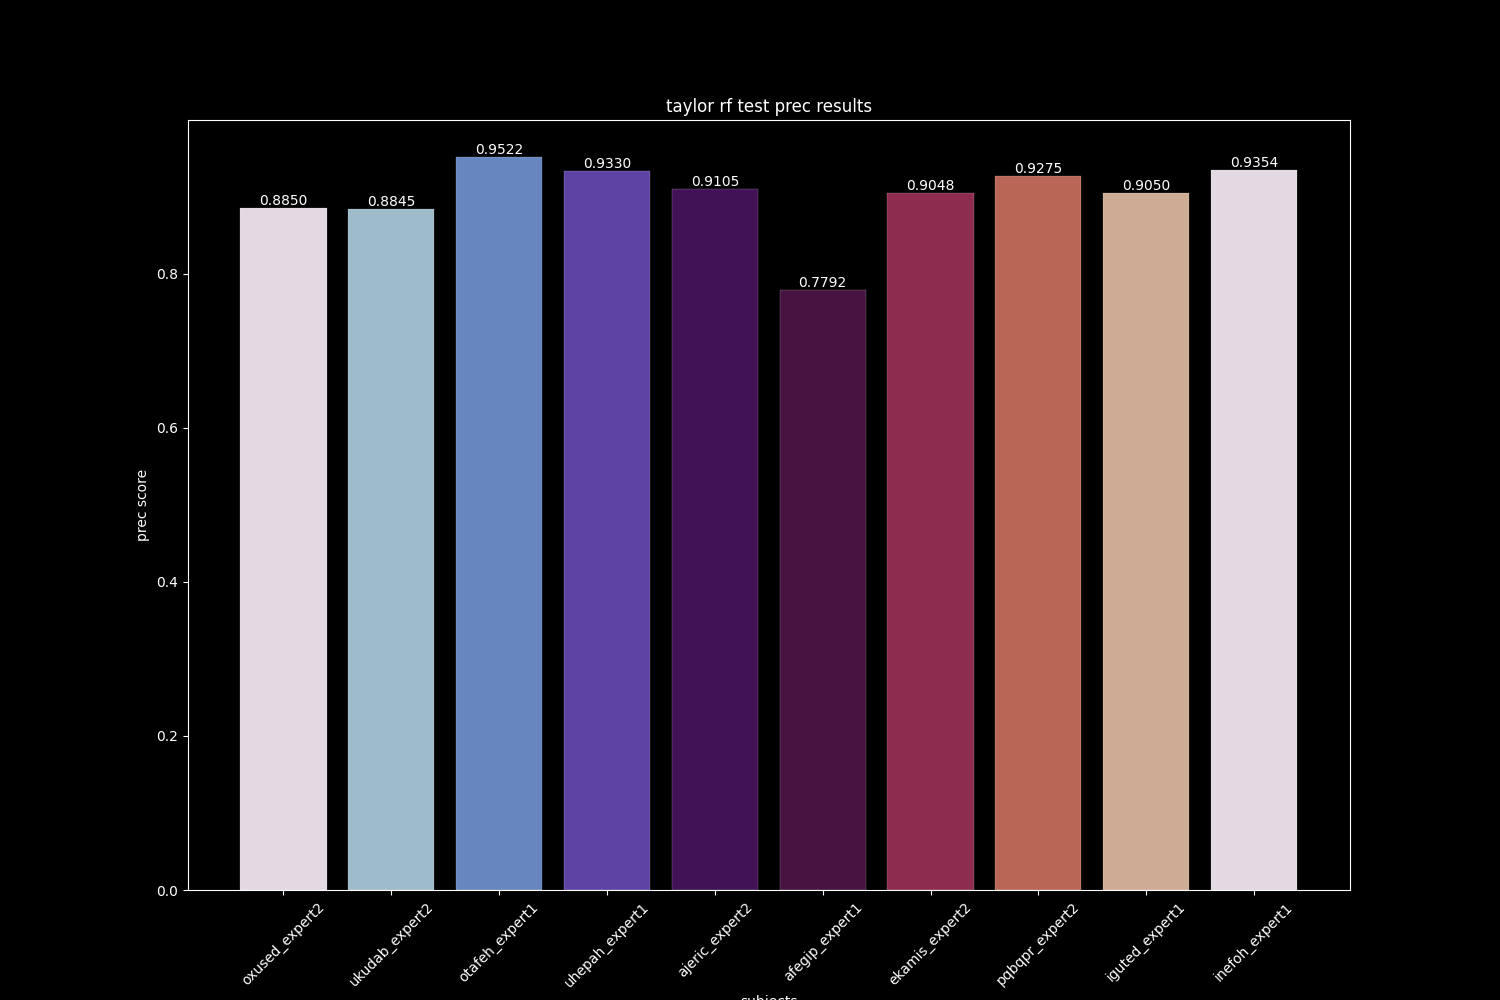 taylor rf test prec results
0.9522
0.9330
0.9354
0.9275
0.9105
0.9048
0.9050
0.8850
0.8845
0.7792
0.8
0.6
0.4
0.2
0.0
prec score
oxused_expert2
ukudab_expert2
otafeh_expert1
uhepah_expert1
ajeric_expert2
afegip_expert1
ekamis_expert2
pqbqpr_expert2
iguted_expert1
inefoh_expert1
subjects